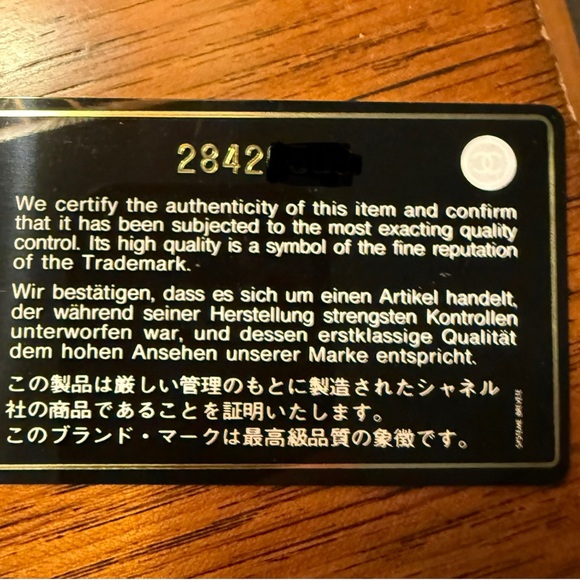 2842
We certify the authenticity of this item and confirm
that it has been subjected to the most exacting quality
control. Its high quality is a symbol of the fine reputation
of the Trademark.
Wir bestätigen, dass es sich um einen Artikel handelt,
der während seiner Herstellung strengsten Kontrollen
unterworfen war, und dessen erstklassige Qualität
dem hohen Ansehen unserer Marke entspricht.
この製品は厳しい管理のもとに製造されたシャネル
社の商品であることを証明いたします。
このブランド・マークは最高級品質の象徴です。